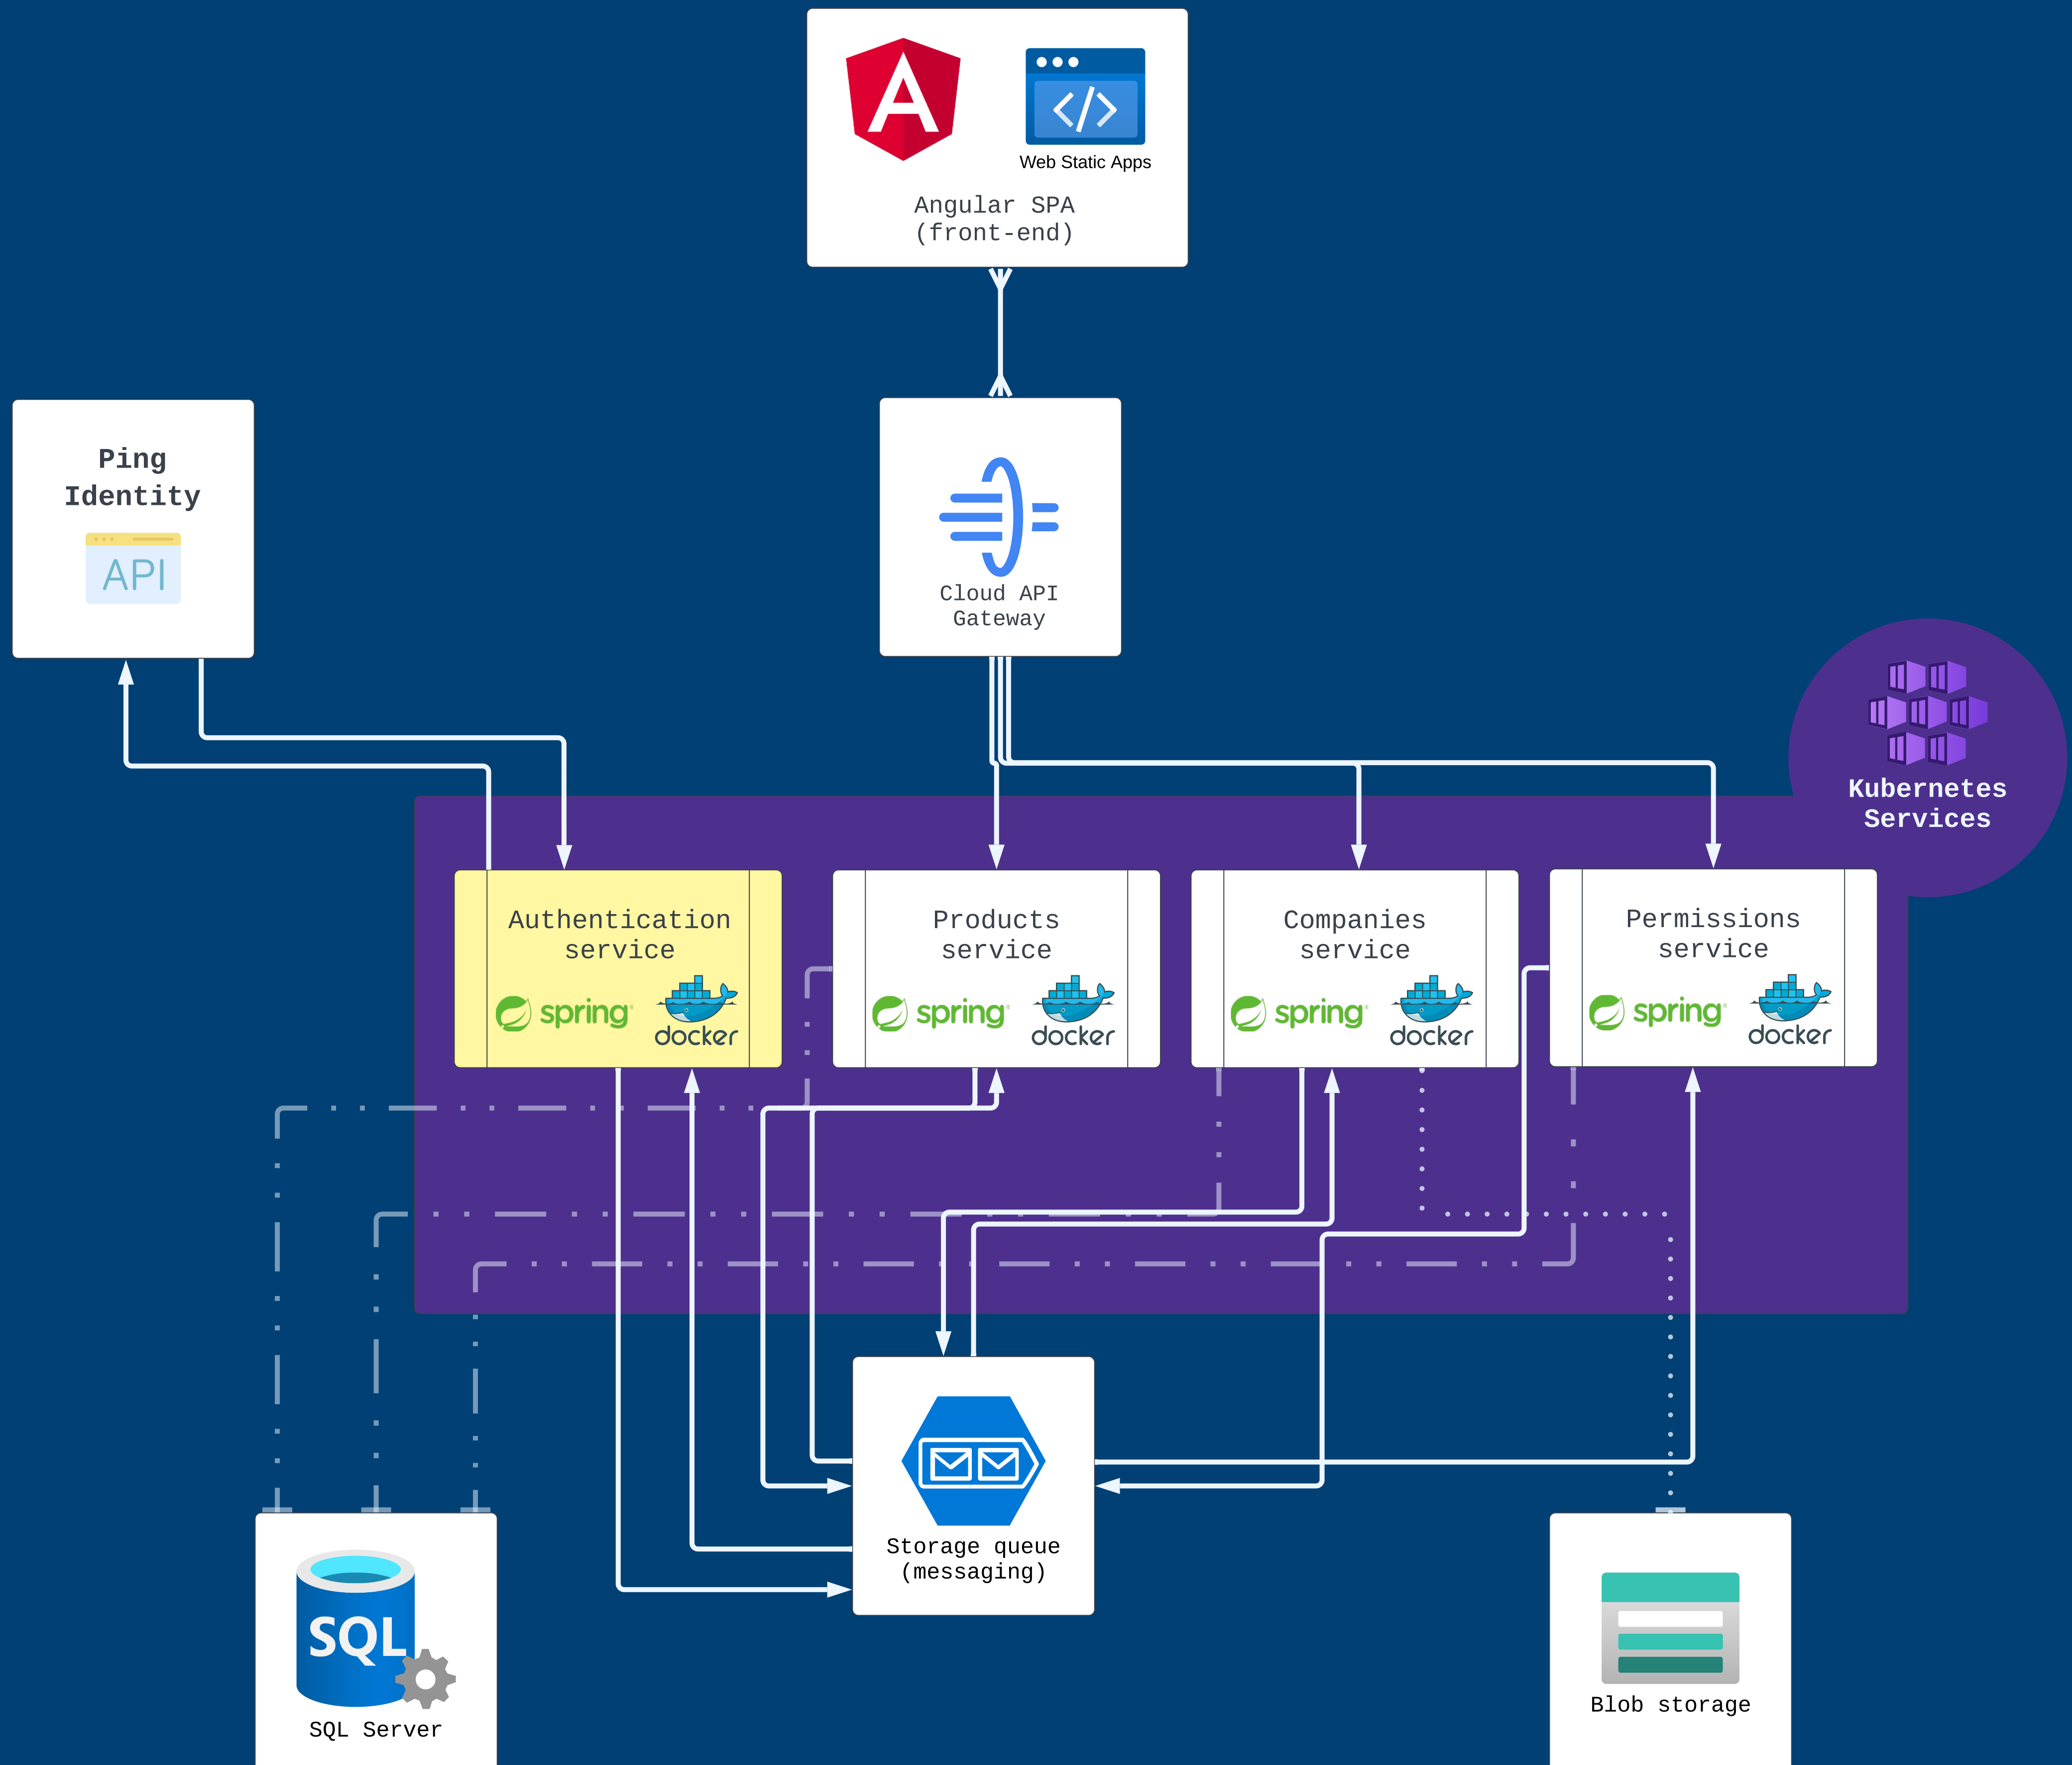 Web Static Apps
Angular SPA
(front-end)
Ping
Identity
API
Cloud API
Gateway
Kubernetes
Services
Authentication
service
spring
docker
Products
service
spring
docker
Companies
service
spring
docker
Permissions
service
spring
docker
Storage queue
(messaging)
SQL
SQL Server
Blob storage